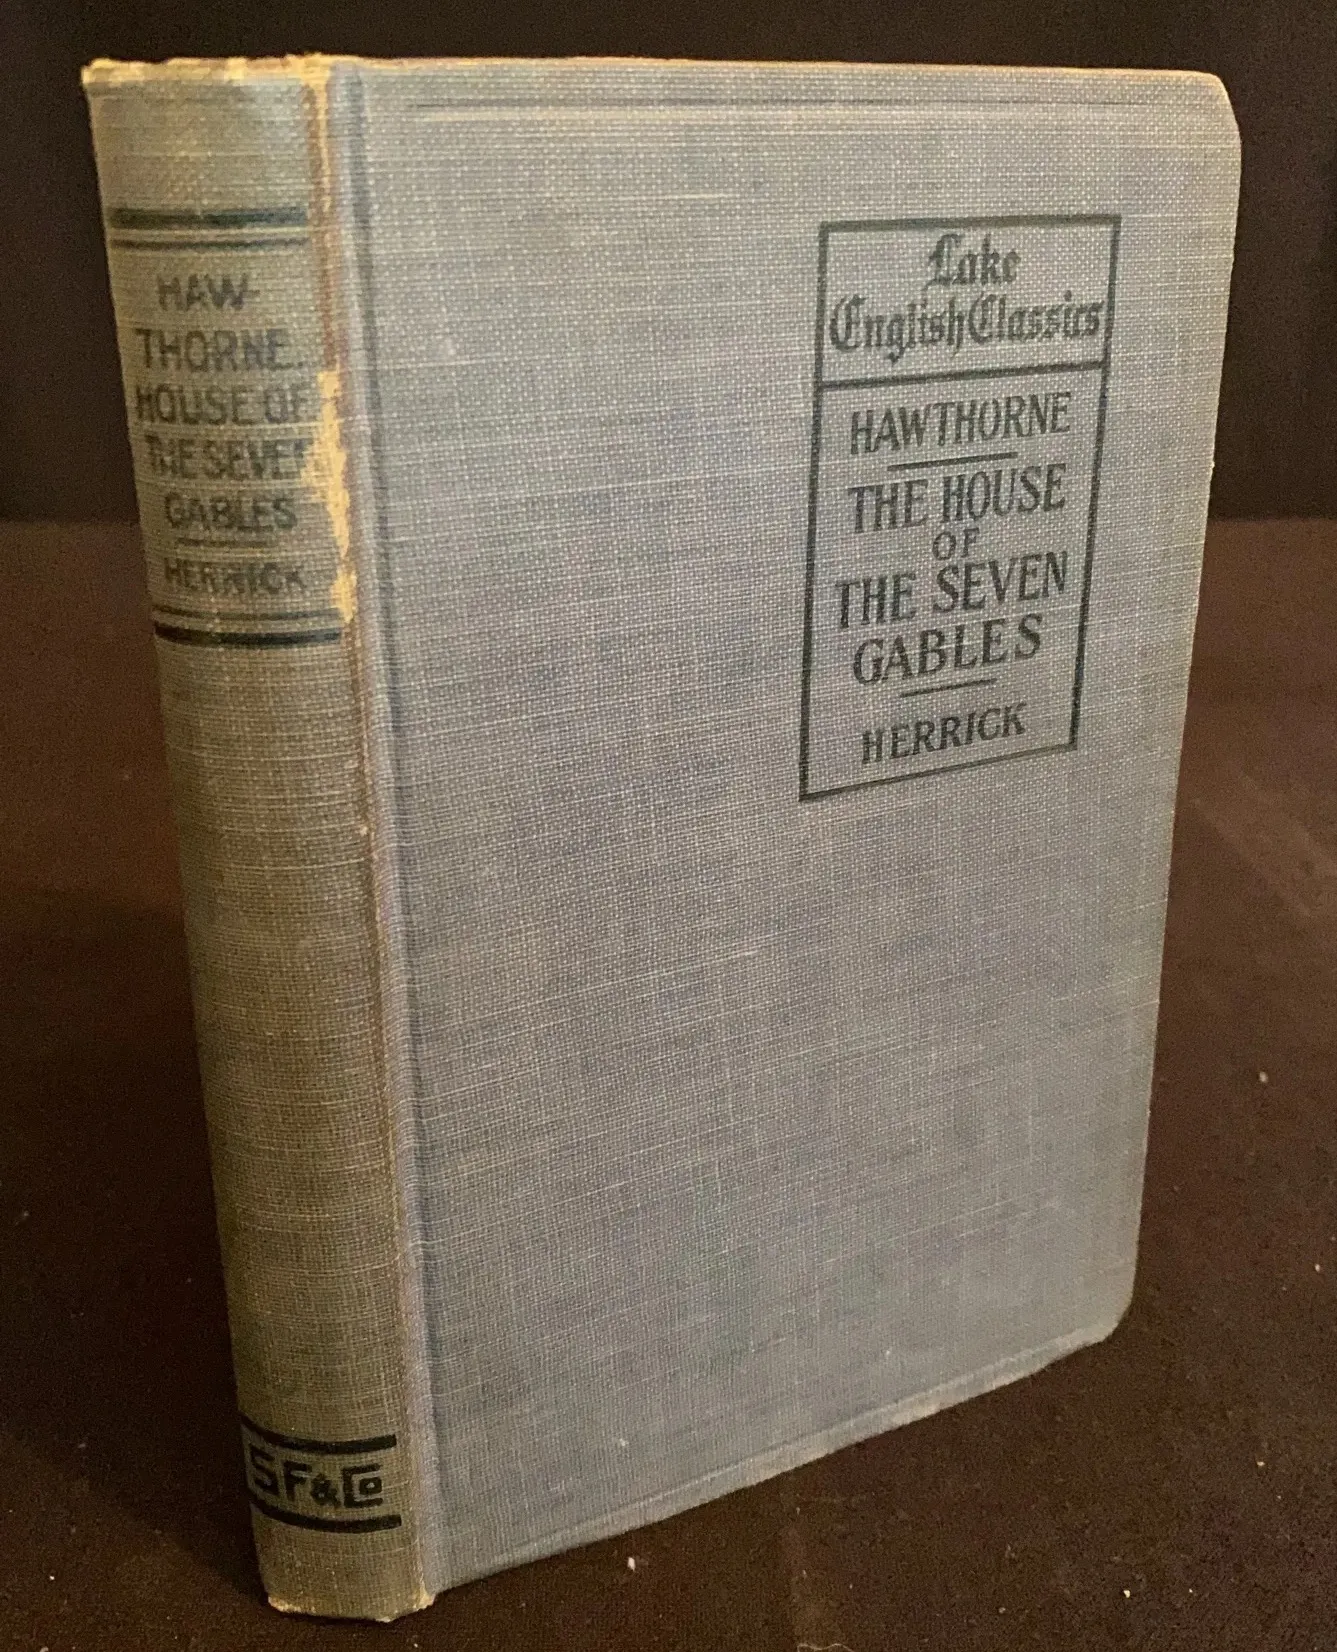 HAW-
THORNE.
HOUSE OF
THE SEVEN
GABLES
HERRICK
SF&Co
Lake
English Classics
HAWTHORNE
THE HOUSE
OF
THE SEVEN
GABLES
HERRICK